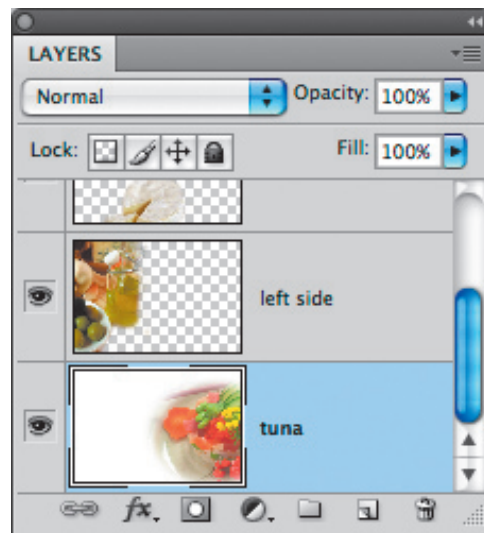 LAYERS
Normal Opacity: 100%
Lock: Fill: 100%
left side
tuna
fx.